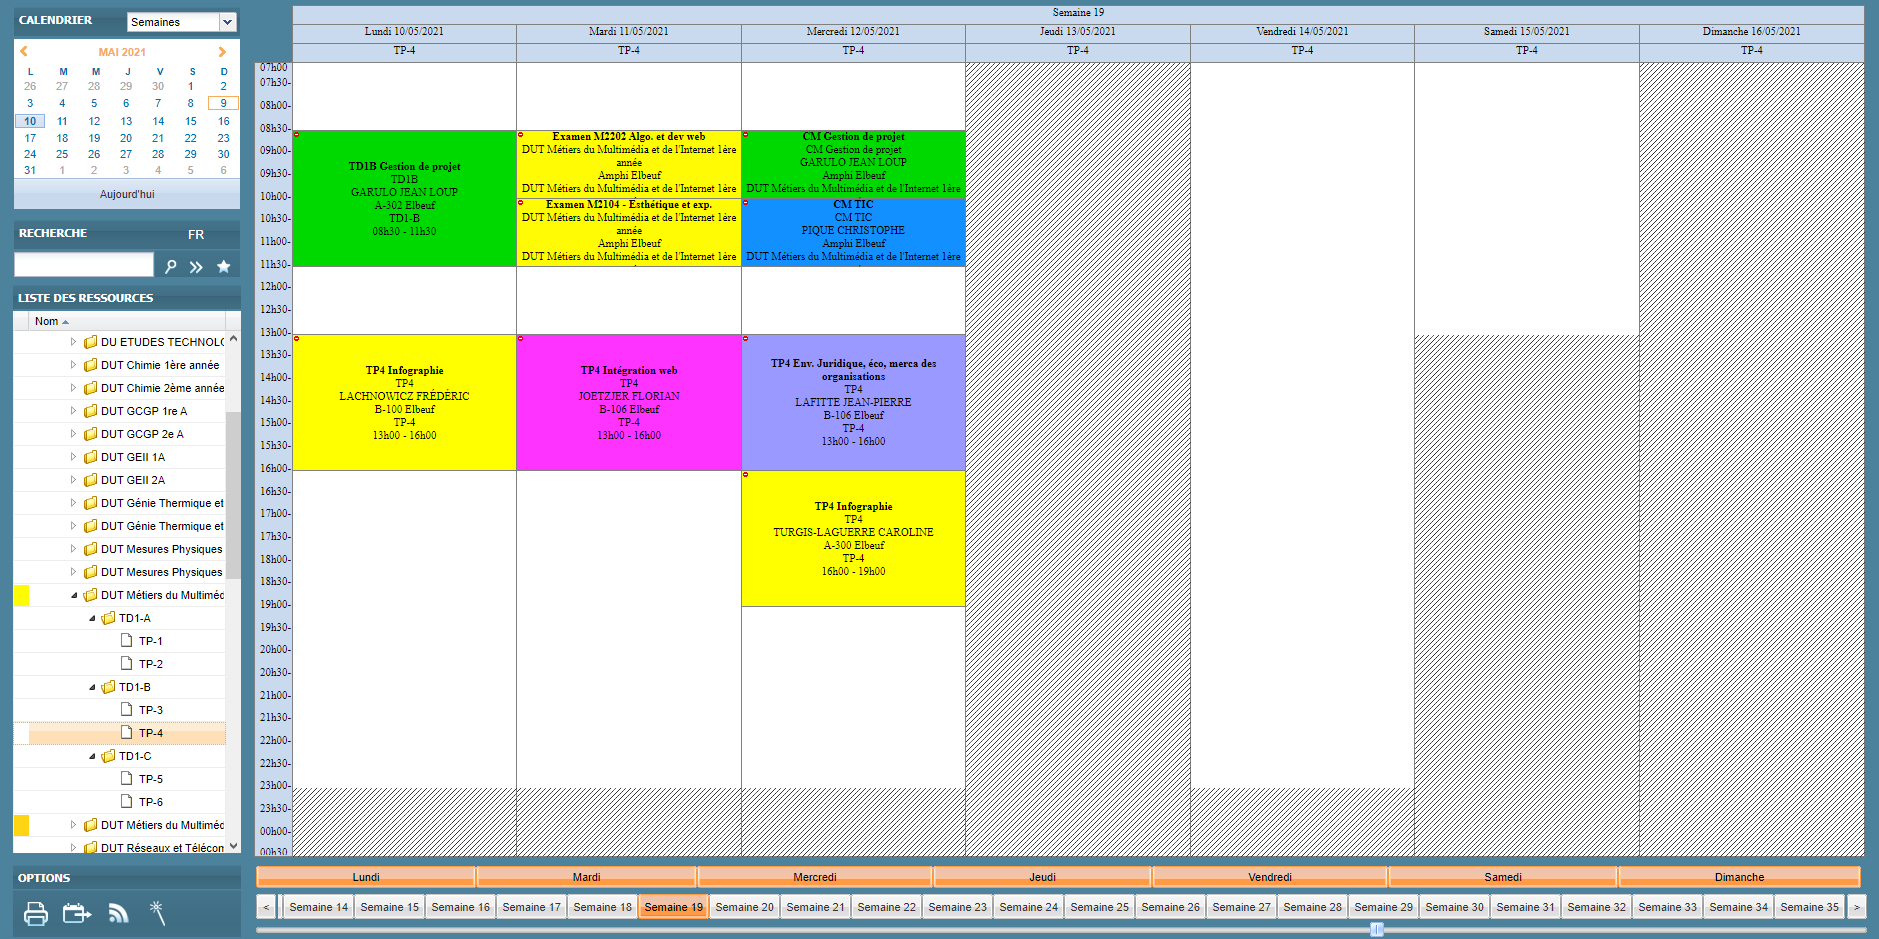 CALENDRIER
Semaines
MAI 2021
L M M J V S D
26 27 28 29 30 1 2
3 4 5 6 7 8 9
10 11 12 13 14 15 16
17 18 19 20 21 22 23
24 25 26 27 28 29 30
31 1 2 3 4 5 6
Aujourd'hui
RECHERCHE FR
LISTE DES RESSOURCES
Nom
DU ETUDES TECHNOLO
DUT Chimie 1ère année
DUT Chimie 2ème année
DUT GCGP 1re A
DUT GCGP 2e A
DUT GEII 1A
DUT GEII 2A
DUT Génie Thermique et
DUT Génie Thermique et
DUT Mesures Physiques
DUT Mesures Physiques
DUT Métiers du Multiméd
TD1-A
TP-1
TP-2
TD1-B
TP-3
TP-4
TD1-C
TP-5
TP-6
DUT Métiers du Multiméd
DUT Réseaux et Télécom
OPTIONS
Semaine 19
Lundi 10/05/2021 Mardi 11/05/2021 Mercredi 12/05/2021 Jeudi 13/05/2021 Vendredi 14/05/2021 Samedi 15/05/2021 Dimanche 16/05/2021
TP-4 TP-4 TP-4 TP-4 TP-4 TP-4 TP-4
07h00
07h30-
08h00-
08h30-
09h00-
09h30-
10h00-
10h30-
11h00-
11h30-
12h00-
12h30-
13h00-
13h30-
14h00-
14h30-
15h00-
15h30-
16h00-
16h30-
17h00-
17h30-
18h00-
18h30-
19h00-
19h30-
20h00-
20h30-
21h00-
21h30-
22h00-
22h30-
23h00-
23h30-
00h00-
00h30
TD1B Gestion de projet
TD1B
GARULO JEAN LOUP
A-302 Elbeuf
TD1-B
08h30 - 11h30
TP4 Infographie
TP4
LACHNOWICZ FRÉDÉRIC
B-100 Elbeuf
TP-4
13h00 - 16h00
Examen M2202 Algo. et dev web
DUT Métiers du Multimédia et de l'Internet 1ère
année
Amphi Elbeuf
DUT Métiers du Multimédia et de l'Internet 1ère
Examen M2104 - Esthétique et exp.
DUT Métiers du Multimédia et de l'Internet 1ère
année
Amphi Elbeuf
DUT Métiers du Multimédia et de l'Internet 1ère
TP4 Intégration web
TP4
JOETZJER FLORIAN
B-106 Elbeuf
TP-4
13h00 - 16h00
CM Gestion de projet
CM Gestion de projet
GARULO JEAN LOUP
Amphi Elbeuf
DUT Métiers du Multimédia et de l'Internet 1ère
CM TIC
CM TIC
PIQUE CHRISTOPHE
Amphi Elbeuf
DUT Métiers du Multimédia et de l'Internet 1ère
TP4 Env. Juridique, éco, merca des
organisations
TP4
LAFITTE JEAN-PIERRE
B-106 Elbeuf
TP-4
13h00 - 16h00
TP4 Infographie
TP4
TURGIS-LAGUERRE CAROLINE
A-300 Elbeuf
TP-4
16h00 - 19h00
Lundi Mardi Mercredi Jeudi Vendredi Samedi Dimanche
< Semaine 14 Semaine 15 Semaine 16 Semaine 17 Semaine 18 Semaine 19 Semaine 20 Semaine 21 Semaine 22 Semaine 23 Semaine 24 Semaine 25 Semaine 26 Semaine 27 Semaine 28 Semaine 29 Semaine 30 Semaine 31 Semaine 32 Semaine 33 Semaine 34 Semaine 35 >